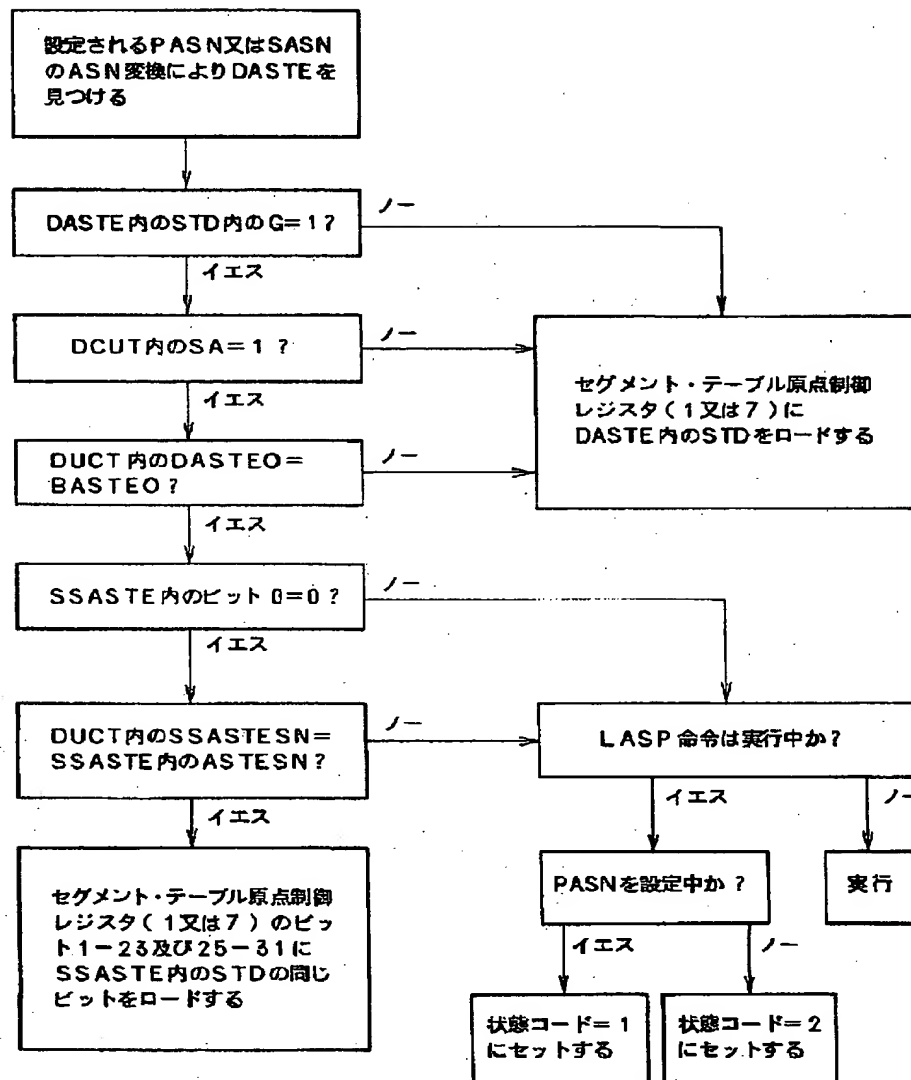 設定されるPASN又はSASN
のASN変換によりDASTEを
見つける
DASTE内のSTD内のG=1?
ノー
イエス
DCUT内のSA=1 ?
ノー
イエス
セグメント・テーブル原点制御
レジスタ(1又は7)に
DASTE内のSTDをロードする
DUCT内のDASTEO=
BASTEO?
ノー
イエス
SSASTE内のビット 0=0?
ノー
イエス
DUCT内のSSASTESN=
SSASTE内のASTESN?
ノー
イエス
LASP命令は実行中か?
イエス
ノー
セグメント・テーブル原点制御
レジスタ(1又は7)のビッ
ト1-23及び25-31に
SSASTE内のSTDの同じ
ビットをロードする
PASNを設定中か ?
実行
イエス
ノー
状態コード=1
にセットする
状態コード=2
にセットする